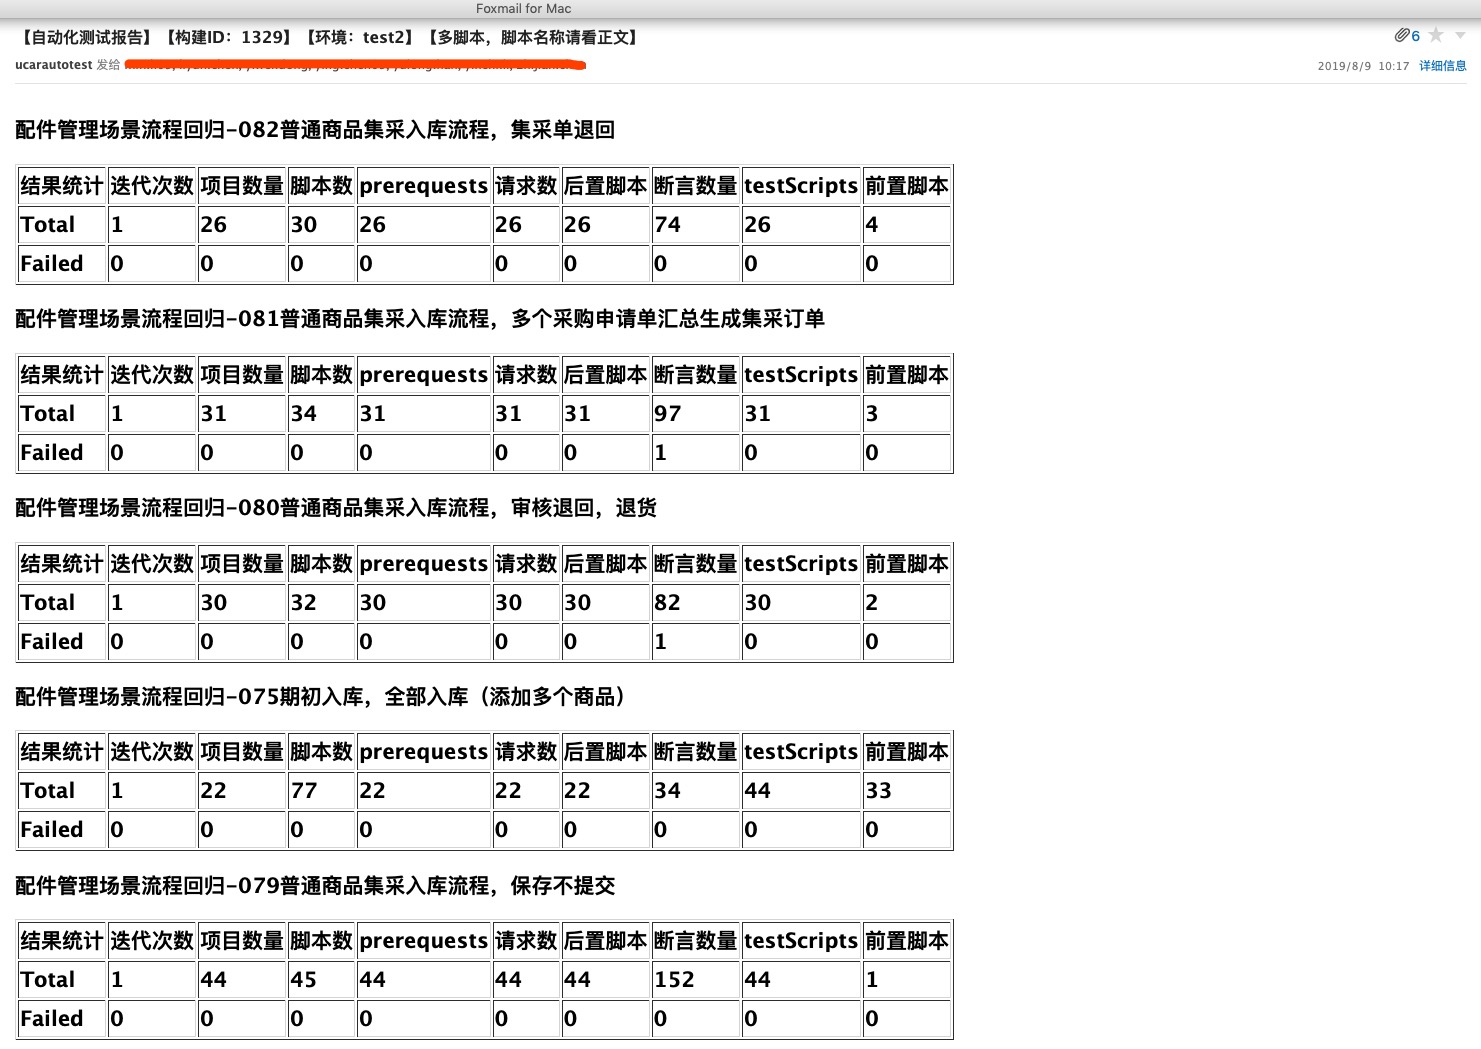 Foxmail for Mac
【自动化测试报告】【构建ID：1329】【环境：test2】【多脚本，脚本名称请看正文】
6
ucarautotest 发给
2019/8/9 10:17 详细信息
配件管理场景流程回归-082普通商品集采入库流程，集采单退回
结果统计 迭代次数 项目数量 脚本数 prerequests 请求数 后置脚本 断言数量 testScripts 前置脚本
Total 1 26 30 26 26 26 74 26 4
Failed 0 0 0 0 0 0 0 0 0
配件管理场景流程回归-081普通商品集采入库流程，多个采购申请单汇总生成集采订单
结果统计 迭代次数 项目数量 脚本数 prerequests 请求数 后置脚本 断言数量 testScripts 前置脚本
Total 1 31 34 31 31 31 97 31 3
Failed 0 0 0 0 0 0 1 0 0
配件管理场景流程回归-080普通商品集采入库流程，审核退回，退货
结果统计 迭代次数 项目数量 脚本数 prerequests 请求数 后置脚本 断言数量 testScripts 前置脚本
Total 1 30 32 30 30 30 82 30 2
Failed 0 0 0 0 0 0 1 0 0
配件管理场景流程回归-075期初入库，全部入库（添加多个商品）
结果统计 迭代次数 项目数量 脚本数 prerequests 请求数 后置脚本 断言数量 testScripts 前置脚本
Total 1 22 77 22 22 22 34 44 33
Failed 0 0 0 0 0 0 0 0 0
配件管理场景流程回归-079普通商品集采入库流程，保存不提交
结果统计 迭代次数 项目数量 脚本数 prerequests 请求数 后置脚本 断言数量 testScripts 前置脚本
Total 1 44 45 44 44 44 152 44 1
Failed 0 0 0 0 0 0 0 0 0